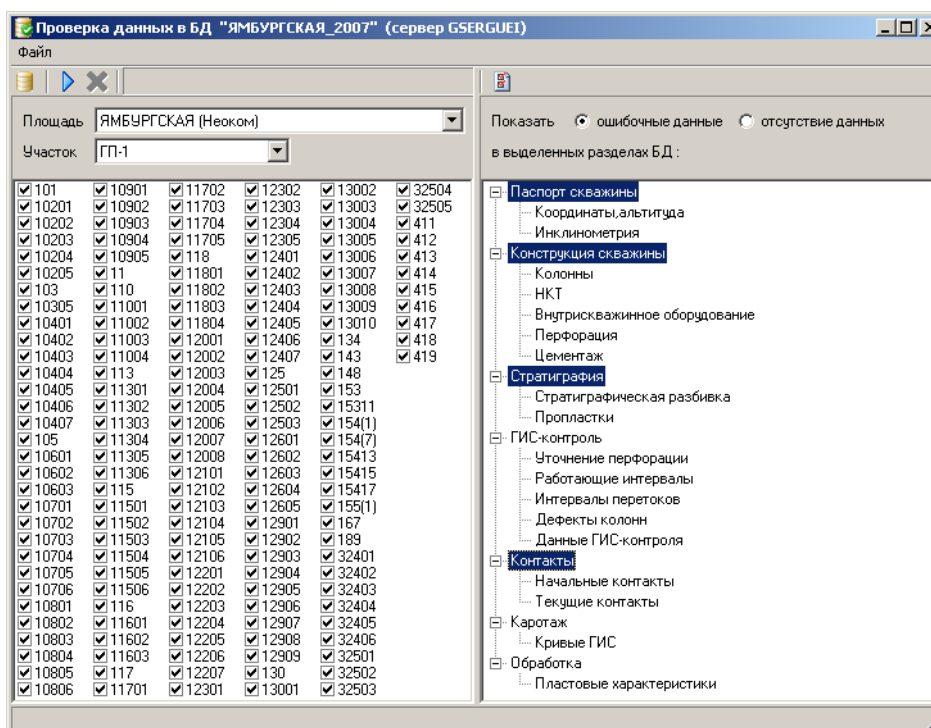 Проверка данных в БД "ЯМБУРГСКАЯ_2007" (сервер GSERGUEI)
Файл
Площадь ЯМБУРГСКАЯ (Неоком)
Участок ГП-1
Показать ошибочные данные отсутствие данных
в выделенных разделах БД :
101 10901 11702 12302 13002 32504
10201 10902 11703 12303 13003 32505
10202 10903 11704 12304 13004 411
10203 10904 11705 12305 13005 412
10204 10905 118 12401 13006 413
10205 11 11801 12402 13007 414
103 110 11802 12403 13008 415
10305 11001 11803 12404 13009 416
10401 11002 11804 12405 13010 417
10402 11003 12001 12406 134 418
10403 11004 12002 12407 143 419
10404 113 12003 125 148
10405 11301 12004 12501 153
10406 11302 12005 12502 15311
10407 11303 12006 12503 154(1)
105 11304 12007 12601 154(7)
10601 11305 12008 12602 15413
10602 11306 12101 12603 15415
10603 115 12102 12604 15417
10701 11501 12103 12605 155(1)
10702 11502 12104 12901 167
10703 11503 12105 12902 189
10704 11504 12106 12903 32401
10705 11505 12201 12904 32402
10706 11506 12202 12905 32403
10801 116 12203 12906 32404
10802 11601 12204 12907 32405
10803 11602 12205 12908 32406
10804 11603 12206 12909 32501
10805 117 12207 130 32502
10806 11701 12301 13001 32503
Паспорт скважины
Координаты,альтитуда
Инклинометрия
Конструкция скважины
Колонны
НКТ
Внутрискважинное оборудование
Перфорация
Цементаж
Стратиграфия
Стратиграфическая разбивка
Пропластки
ГИС-контроль
Уточнение перфорации
Работающие интервалы
Интервалы перетоков
Дефекты колонн
Данные ГИС-контроля
Контакты
Начальные контакты
Текущие контакты
Каротаж
Кривые ГИС
Обработка
Пластовые характеристики